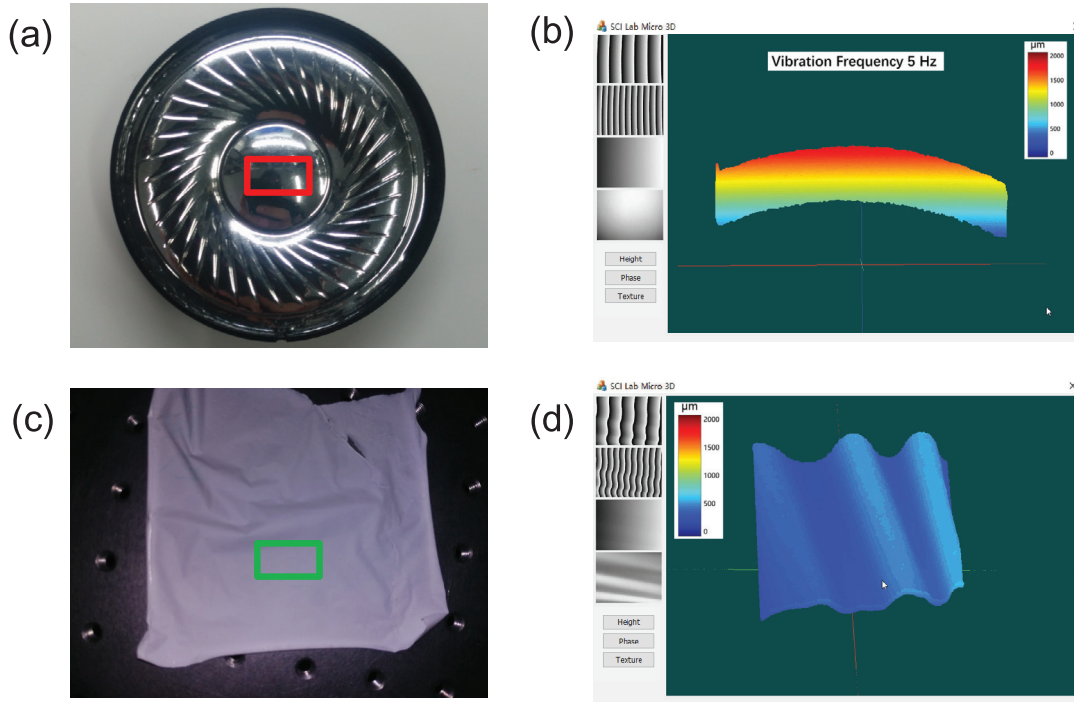 (a)
(b)
SCI Lab Micro 3D
Vibration Frequency 5 Hz
µm
2000
1500
1000
500
0
Height
Phase
Texture
(c)
(d)
SCI Lab Micro 3D
µm
2000
1500
1000
500
0
Height
Phase
Texture